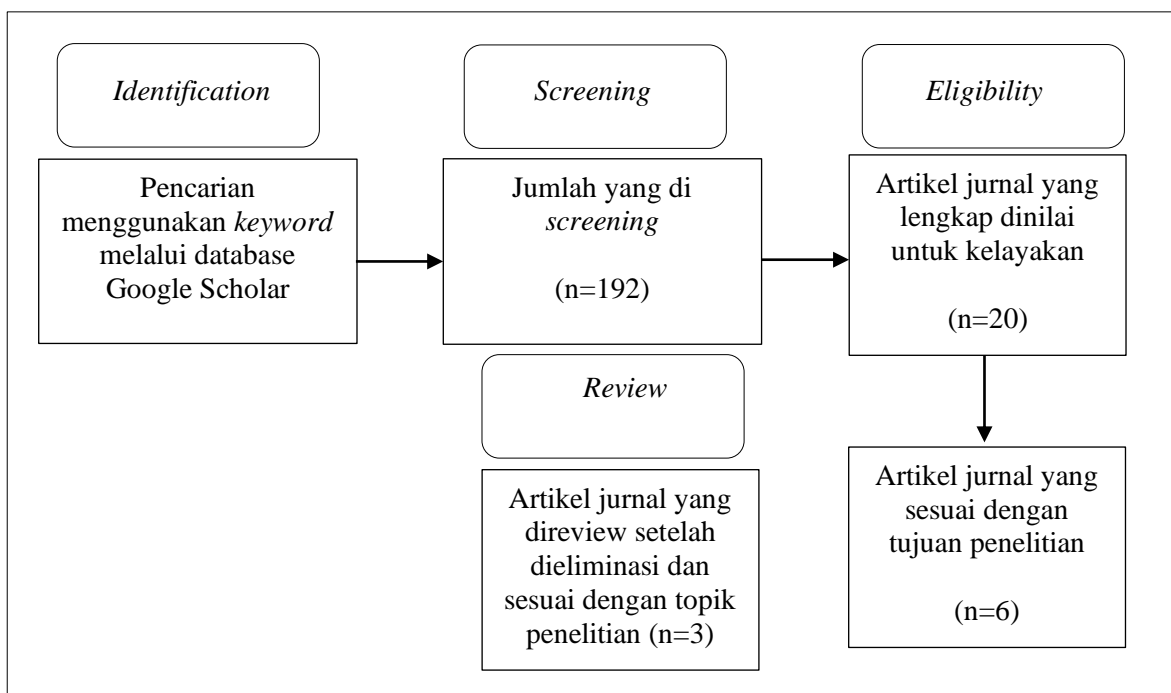 Identification
Pencarian
menggunakan keyword
melalui database
Google Scholar
Screening
Jumlah yang di
screening
(n=192)
Eligibility
Artikel jurnal yang
lengkap dinilai
untuk kelayakan
(n=20)
Artikel jurnal yang
sesuai dengan
tujuan penelitian
(n=6)
Review
Artikel jurnal yang
direview setelah
dieliminasi dan
sesuai dengan topik
penelitian (n=3)